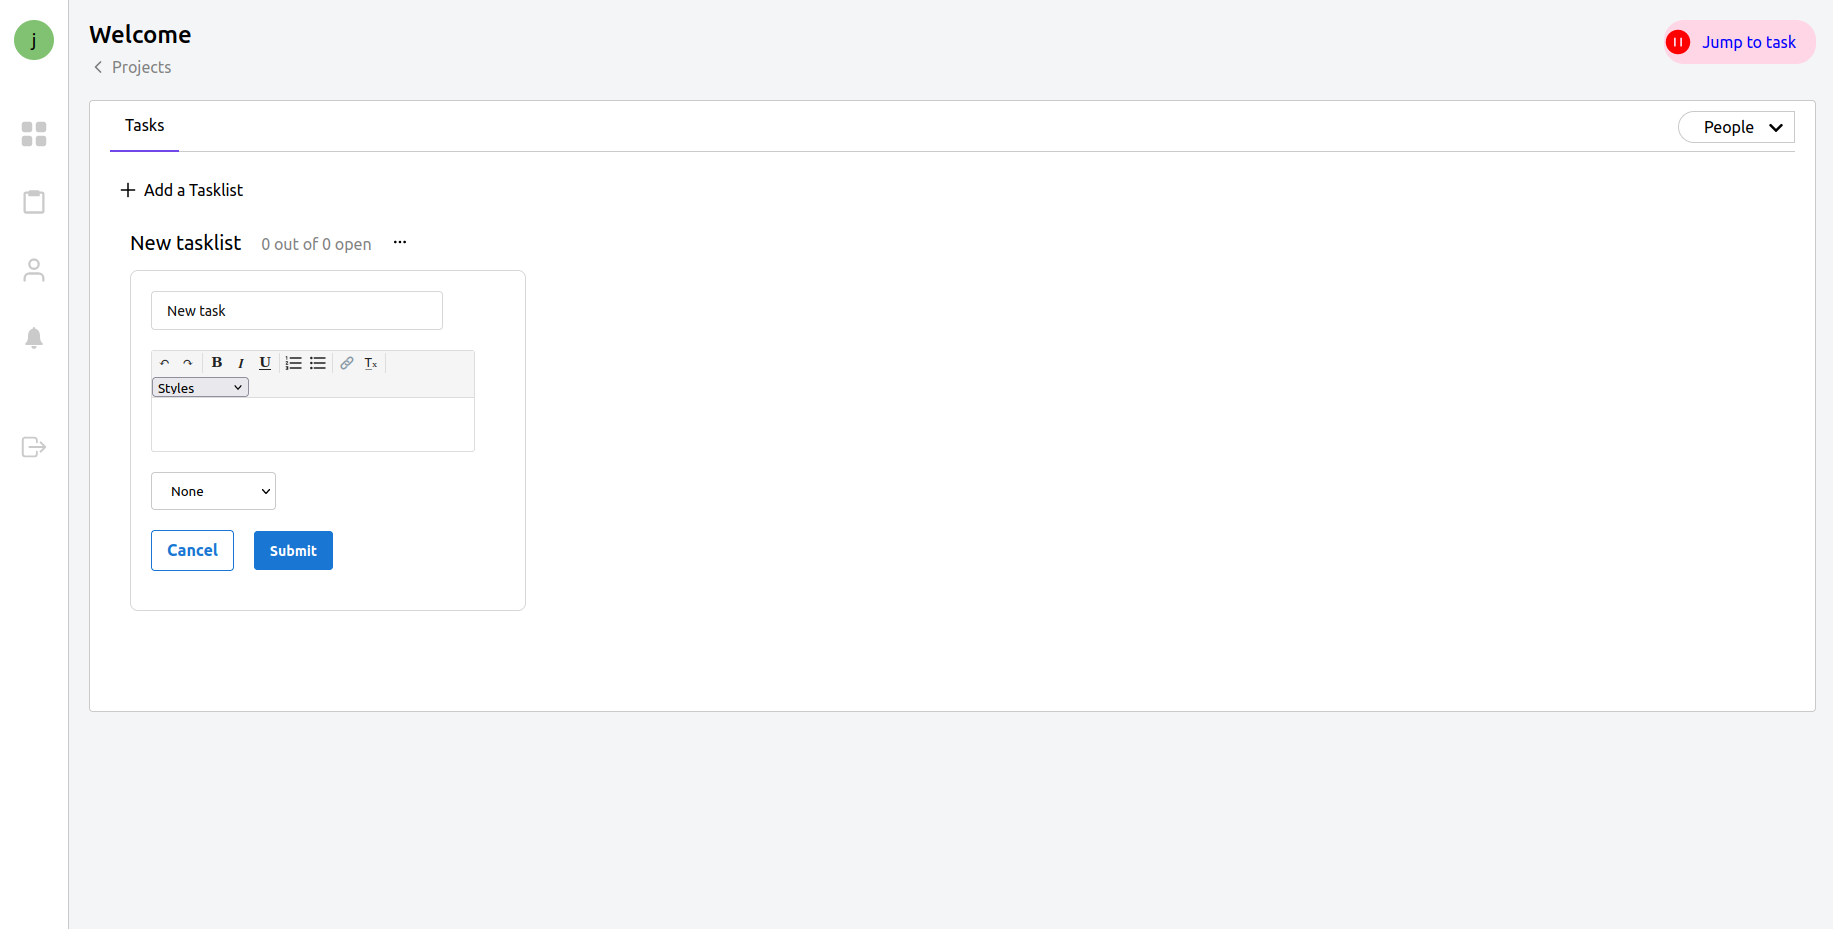 j
Welcome
Projects
Jump to task
Tasks
People
Add a Tasklist
New tasklist 0 out of 0 open ...
New task
B I U Tx
Styles
None
Cancel Submit